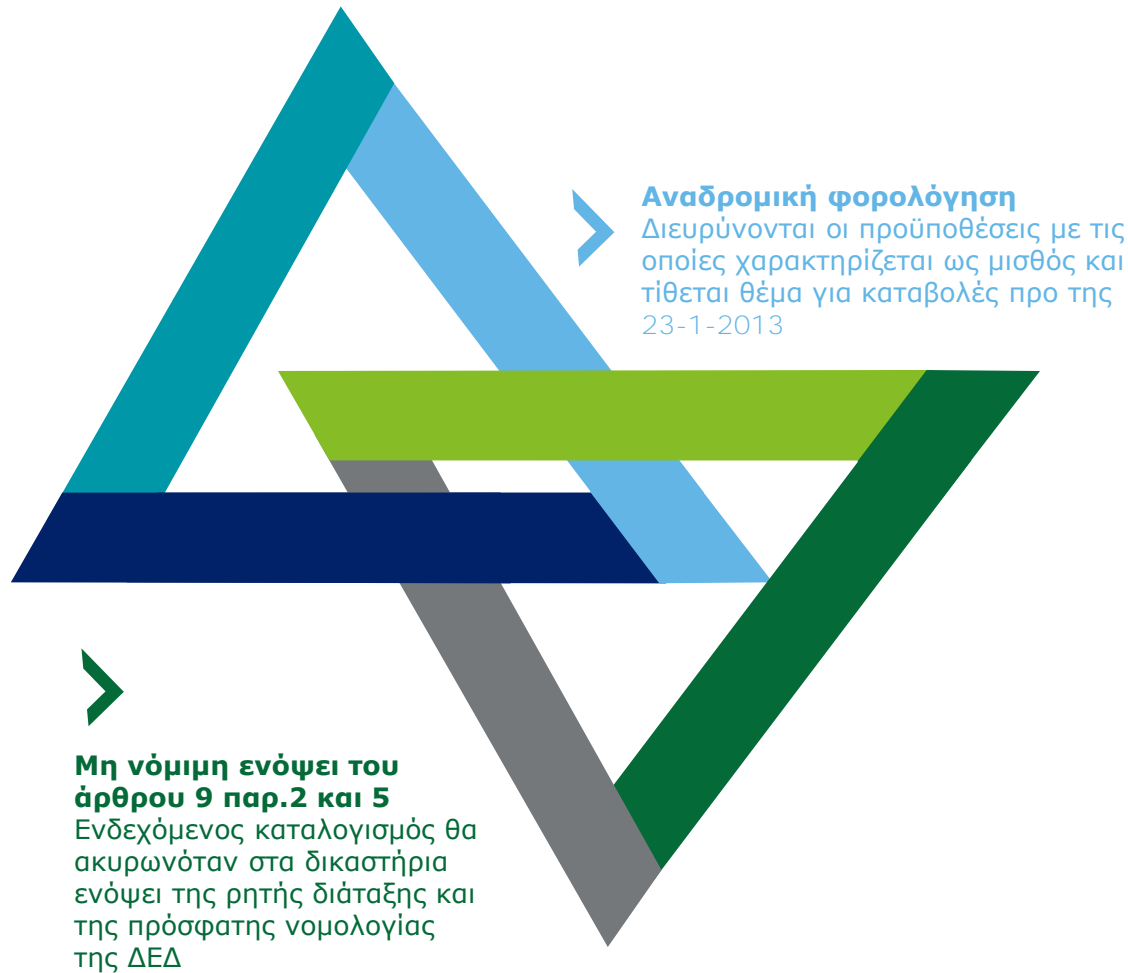 Αναδρομική φορολόγηση
Διευρύνονται οι προϋποθέσεις με τις
οποίες χαρακτηρίζεται ως μισθός και
τίθεται θέμα για καταβολές προ της
23-1-2013
Μη νόμιμη ενόψει του
άρθρου 9 παρ.2 και 5
Ενδεχόμενος καταλογισμός θα
ακυρωνόταν στα δικαστήρια
ενόψει της ρητής διάταξης και
της πρόσφατης νομολογίας
της ΔΕΔ